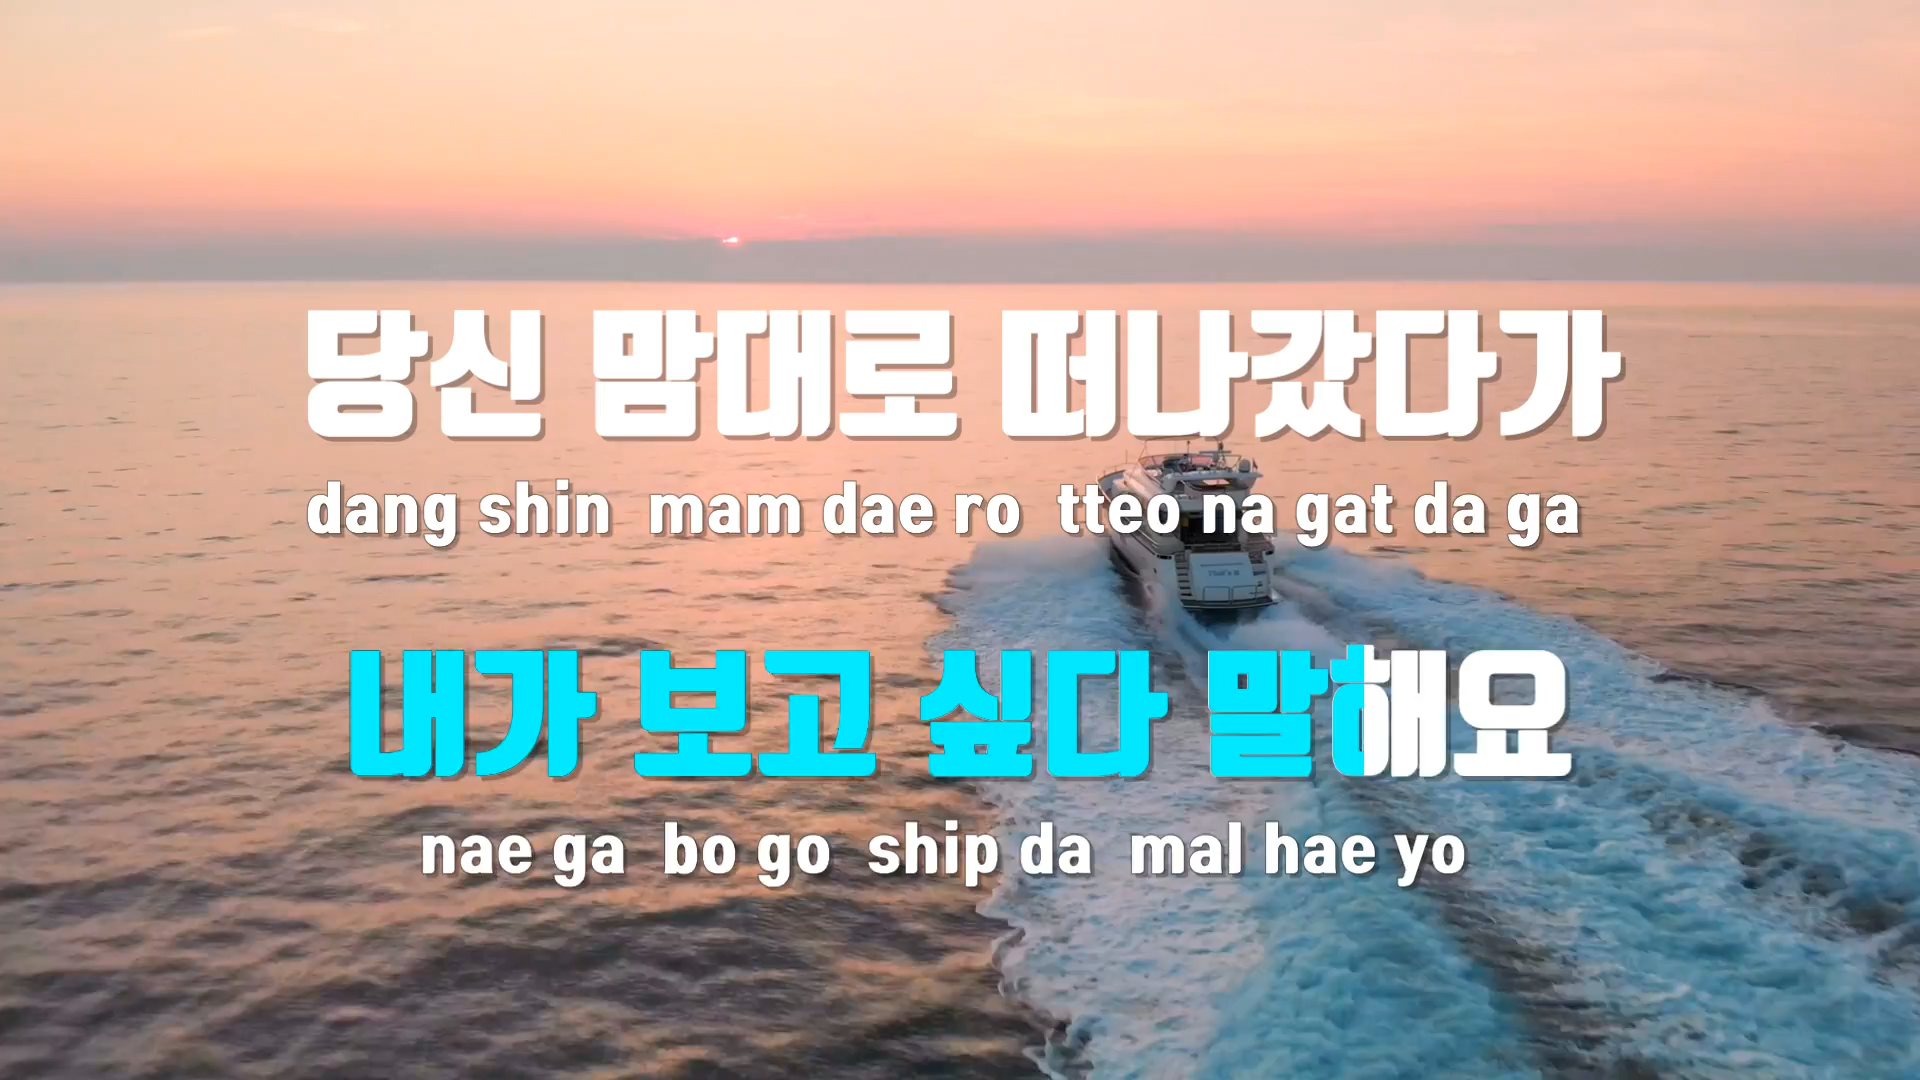 당신 맘대로 떠나갔다가
dang shin mam dae ro tteo na gat da ga
내가 보고 싶다 말해요
nae ga bo go ship da mal hae yo